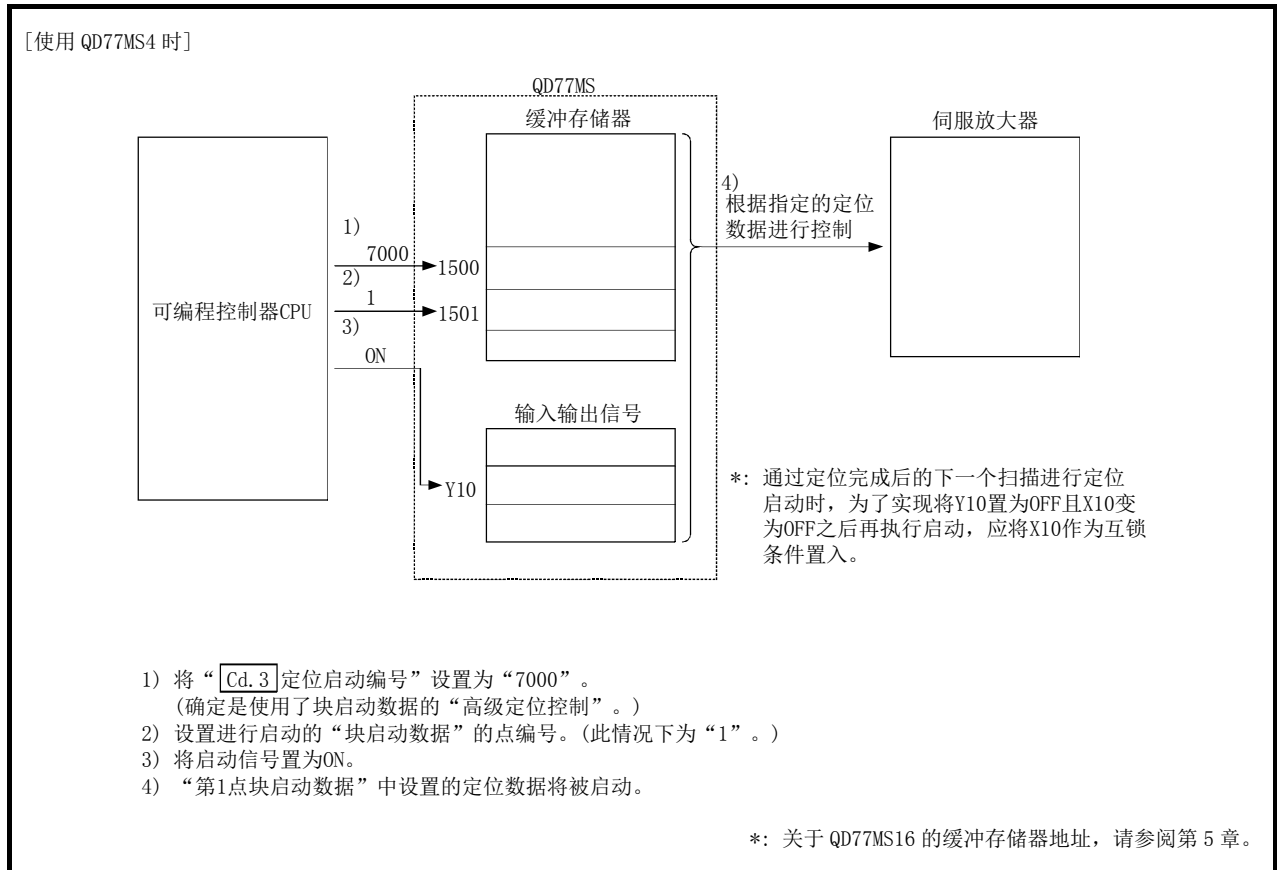 [使用 QD77MS4 时]
QD77MS
缓冲存储器
伺服放大器
可编程控制器CPU
1)
7000
1500
2)
1
1501
3)
ON
4)
根据指定的定位
数据进行控制
输入输出信号
Y10
*: 通过定位完成后的下一个扫描进行定位
启动时，为了实现将Y10置为OFF且X10变
为OFF之后再执行启动，应将X10作为互锁
条件置入。
1) 将“ Cd.3 定位启动编号”设置为“7000”。
(确定是使用了块启动数据的“高级定位控制”。)
2) 设置进行启动的“块启动数据”的点编号。(此情况下为“1”。)
3) 将启动信号置为ON。
4) “第1点块启动数据”中设置的定位数据将被启动。
*: 关于 QD77MS16 的缓冲存储器地址，请参阅第 5 章。